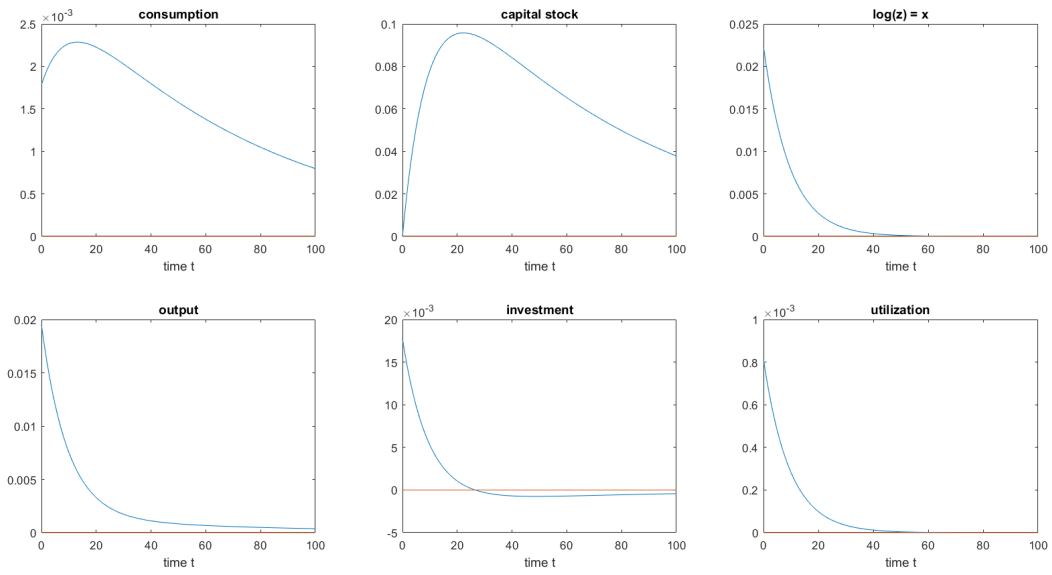 consumption
×10⁻³
2.5
2
1.5
1
0.5
0
0 20 40 60 80 100
time t
capital stock
0.1
0.08
0.06
0.04
0.02
0
0 20 40 60 80 100
time t
log(z) = x
0.025
0.02
0.015
0.01
0.005
0
0 20 40 60 80 100
time t
output
0.02
0.015
0.01
0.005
0
0 20 40 60 80 100
time t
investment
×10⁻³
20
15
10
5
0
-5
0 20 40 60 80 100
time t
utilization
×10⁻³
1
0.8
0.6
0.4
0.2
0
0 20 40 60 80 100
time t